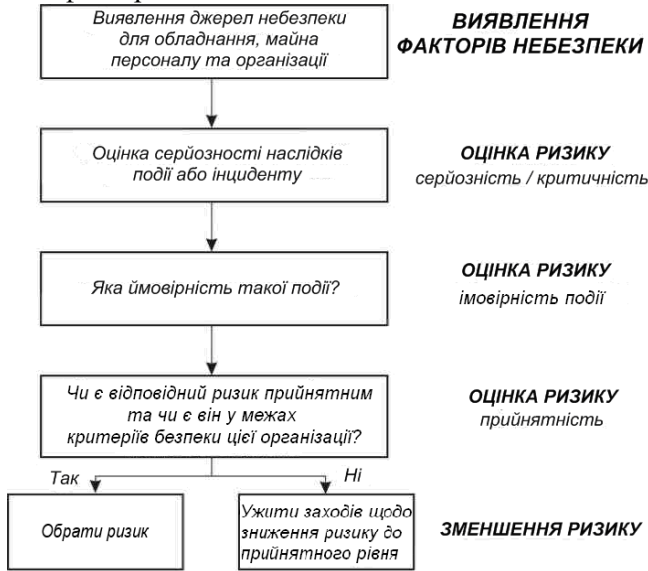 Виявлення джерел небезпеки
для обладнання, майна
персоналу та організації
ВИЯВЛЕННЯ
ФАКТОРІВ НЕБЕЗПЕКИ
Оцінка серйозності наслідків
події або інциденту
ОЦІНКА РИЗИКУ
серйозність / критичність
Яка ймовірність такої події?
ОЦІНКА РИЗИКУ
імовірність події
Чи є відповідний ризик прийнятним
та чи є він у межах
критеріїв безпеки цієї організації?
ОЦІНКА РИЗИКУ
прийнятність
Так
Ні
Обрати ризик
Ужити заходів щодо
зниження ризику до
прийнятного рівня
ЗМЕНШЕННЯ РИЗИКУ